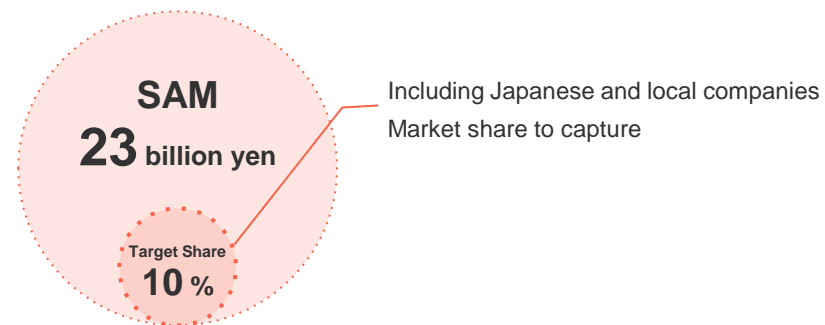 SAM
23 billion yen
Target Share
10 %
Including Japanese and local companies
Market share to capture